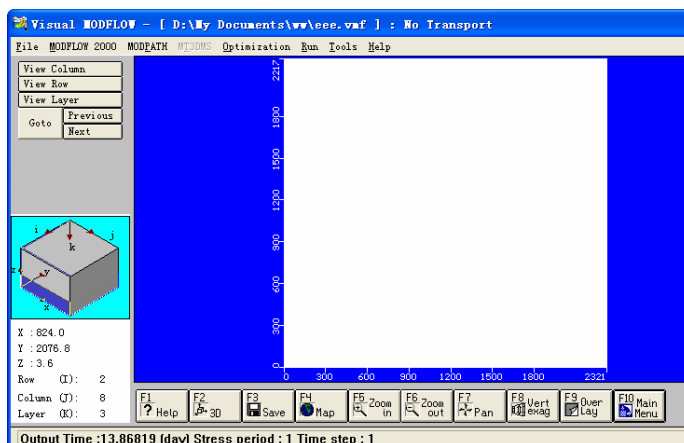 Visual MODFLOW - [ D:\My Documents\ww\eee.vmf ] : No Transport
File MODFLOW 2000 MODPATH MT3DMS Optimization Run Tools Help
View Column
View Row
View Layer
Goto
Previous
Next
2217
1800
1500
1200
900
600
300
0
0 300 600 900 1200 1500 1800 2321
i
j
k
z
y
x
X : 824.0
Y : 2076.8
Z : 3.6
Row (I): 2
Column (J): 8
Layer (K): 3
F1 ? Help
F2 3D
F3 Save
F4 Map
F5 Zoom in
F6 Zoom out
F7 Pan
F8 Vert exag
F9 Over Lay
F10 Main Menu
Output Time :13.86819 (day) Stress period : 1 Time step : 1